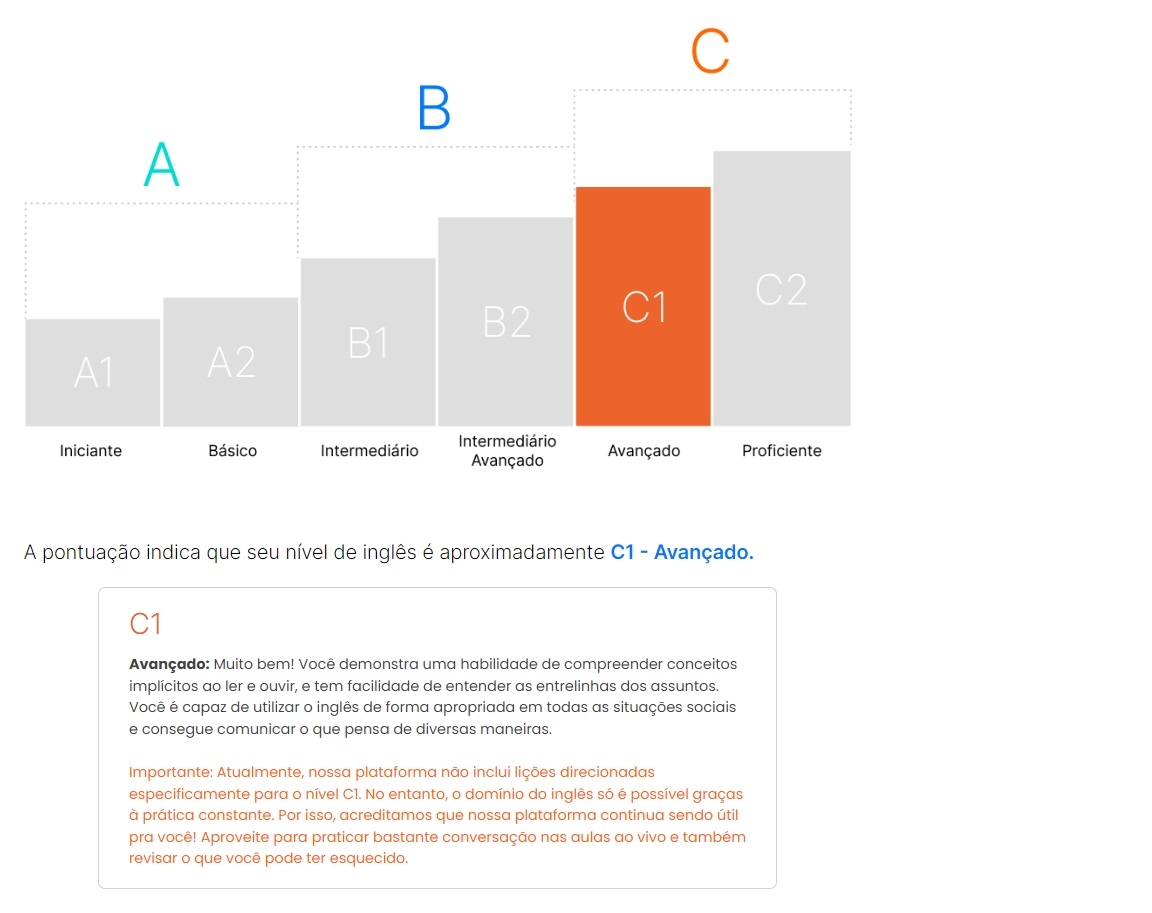 C
B
A
A1
A2
B1
B2
C1
C2
Iniciante
Básico
Intermediário
Intermediário
Avançado
Avançado
Proficiente
A pontuação indica que seu nível de inglês é aproximadamente C1 - Avançado.
C1
Avançado: Muito bem! Você demonstra uma habilidade de compreender conceitos
implícitos ao ler e ouvir, e tem facilidade de entender as entrelinhas dos assuntos.
Você é capaz de utilizar o inglês de forma apropriada em todas as situações sociais
e consegue comunicar o que pensa de diversas maneiras.
Importante: Atualmente, nossa plataforma não inclui lições direcionadas
especificamente para o nível C1. No entanto, o domínio do inglês só é possível graças
à prática constante. Por isso, acreditamos que nossa plataforma continua sendo útil
pra você! Aproveite para praticar bastante conversação nas aulas ao vivo e também
revisar o que você pode ter esquecido.